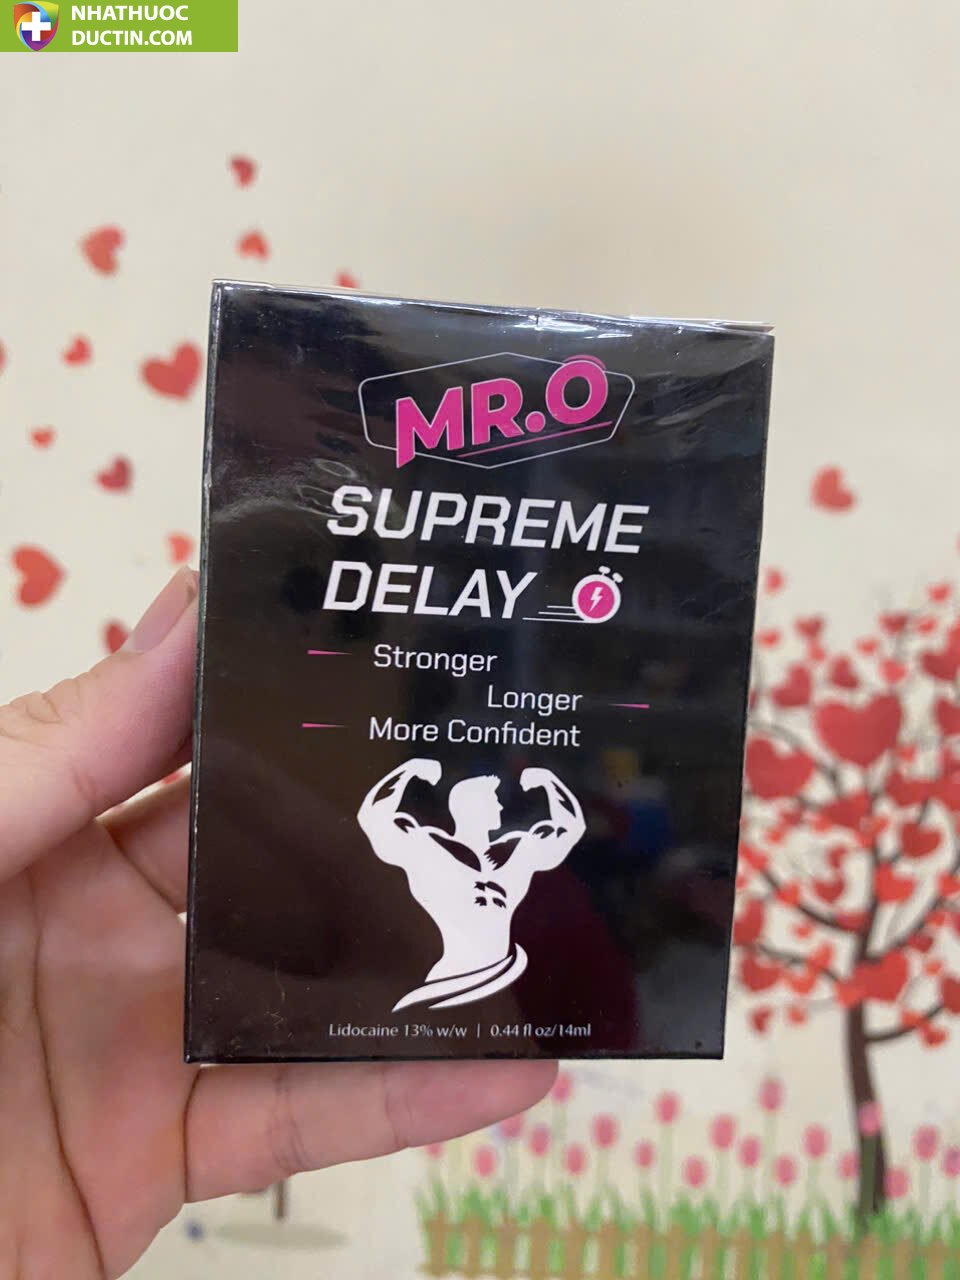 NHATHUOC
DUCTIN.COM
MR.O
SUPREME
DELAY
Stronger
Longer
More Confident
Lidocaine 13% w/w | 0.44 fl oz/14ml